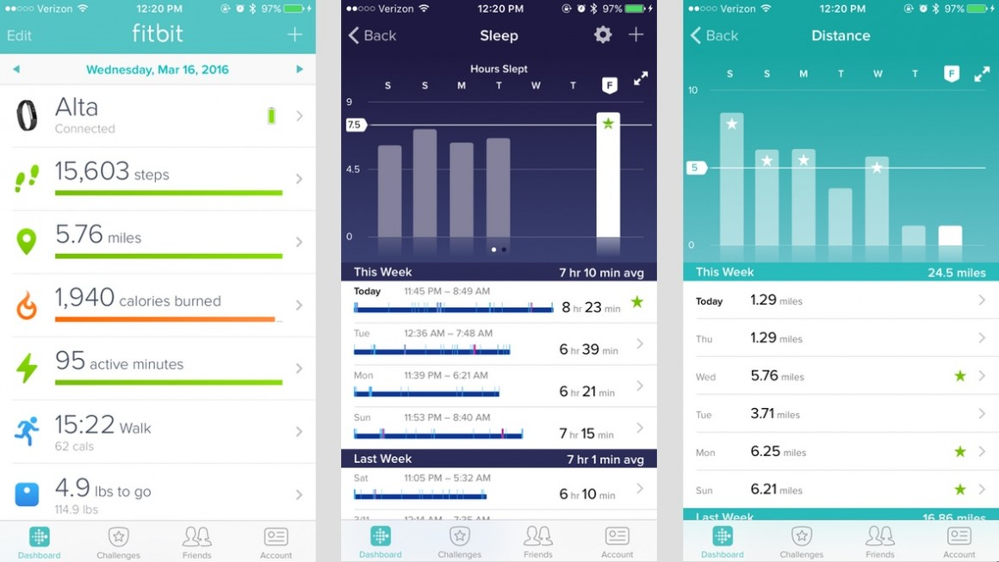 ●●○○○ Verizon 12:20 PM 97%
Edit fitbit +
Wednesday, Mar 16, 2016
Alta
Connected
15,603 steps
5.76 miles
1,940 calories burned
95 active minutes
15:22 Walk
62 cals
4.9 lbs to go
114.9 lbs
Dashboard Challenges Friends Account
●●○○○ Verizon 12:20 PM 97%
Back Sleep +
Hours Slept
S S M T W T F
9
7.5
4.5
0
This Week 7 hr 10 min avg
Today 11:45 PM – 8:49 AM
8 hr 23 min
Tue 12:36 AM – 7:48 AM
6 hr 39 min
Mon 11:39 PM – 6:21 AM
6 hr 21 min
Sun 11:53 PM – 8:40 AM
7 hr 15 min
Last Week 7 hr 1 min avg
Sat 11:05 PM – 5:32 AM
6 hr 10 min
3/11 12:14 AM – 7:35 AM
Dashboard Challenges Friends Account
●●○○○ Verizon 12:20 PM 97%
Back Distance
S S M T W T F
10
5
0
This Week 24.5 miles
Today 1.29 miles
Thu 1.29 miles
Wed 5.76 miles
Tue 3.71 miles
Mon 6.25 miles
Sun 6.21 miles
Last Week 16.86 miles
Dashboard Challenges Friends Account